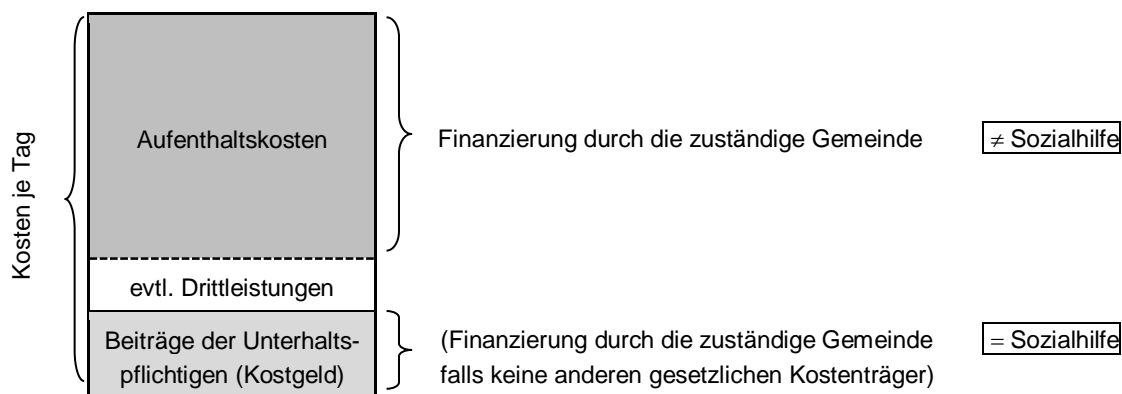 Kosten je Tag
Aufenthaltskosten
Finanzierung durch die zuständige Gemeinde
≠ Sozialhilfe
evtl. Drittleistungen
Beiträge der Unterhalts-
pflichtigen (Kostgeld)
(Finanzierung durch die zuständige Gemeinde
falls keine anderen gesetzlichen Kostenträger)
= Sozialhilfe